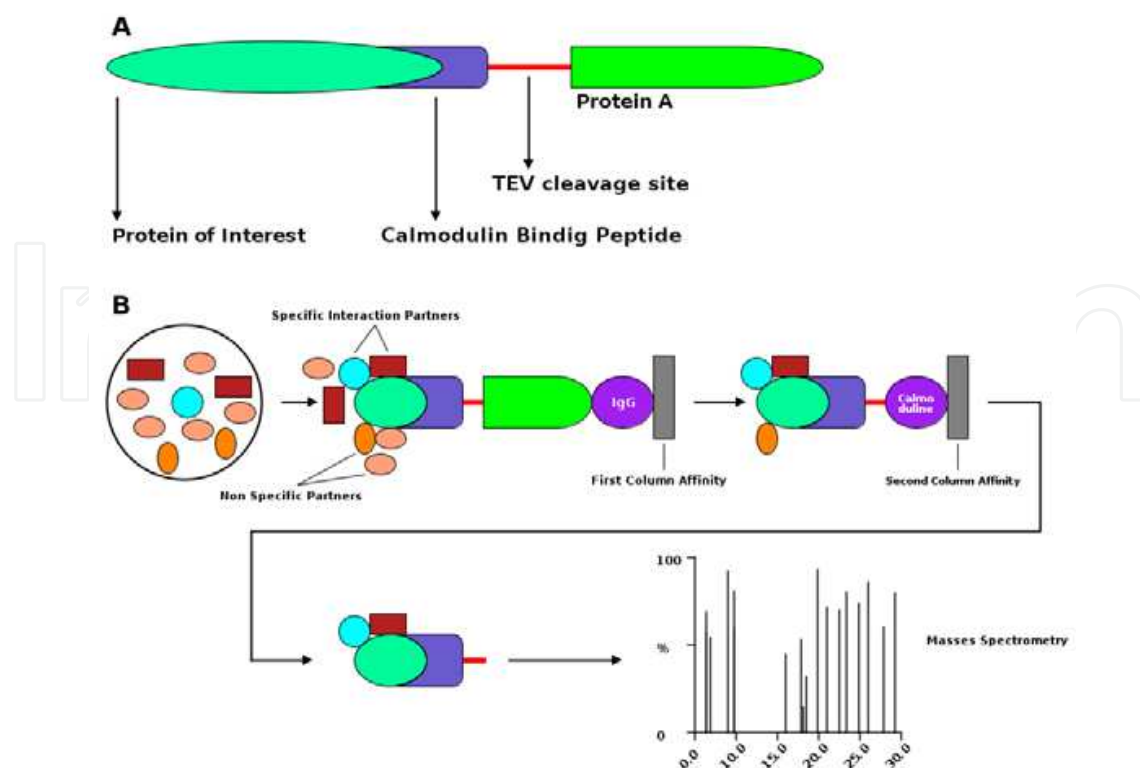 A
Protein A
TEV cleavage site
Protein of Interest
Calmodulin Bindig Peptide
B
Specific Interaction Partners
IgG
Calmo
duline
First Column Affinity
Second Column Affinity
Non Specific Partners
100
%
0
0.0
10.0
15.0
20.0
25.0
30.0
Masses Spectrometry